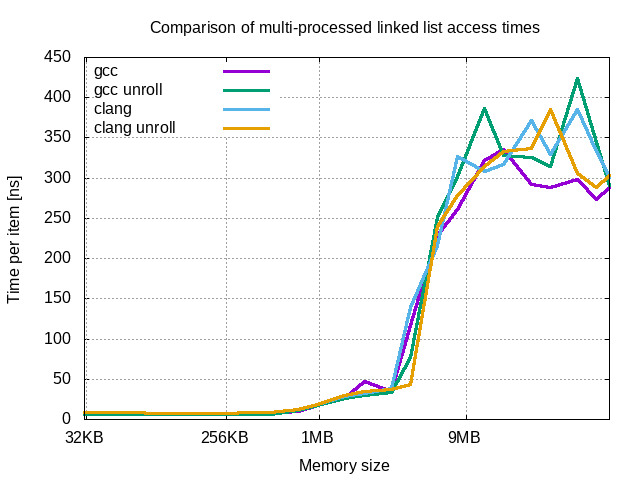 Comparison of multi-processed linked list access times
450
400
350
300
250
200
150
100
50
0
Time per item [ns]
gcc
gcc unroll
clang
clang unroll
32KB 256KB 1MB 9MB
Memory size